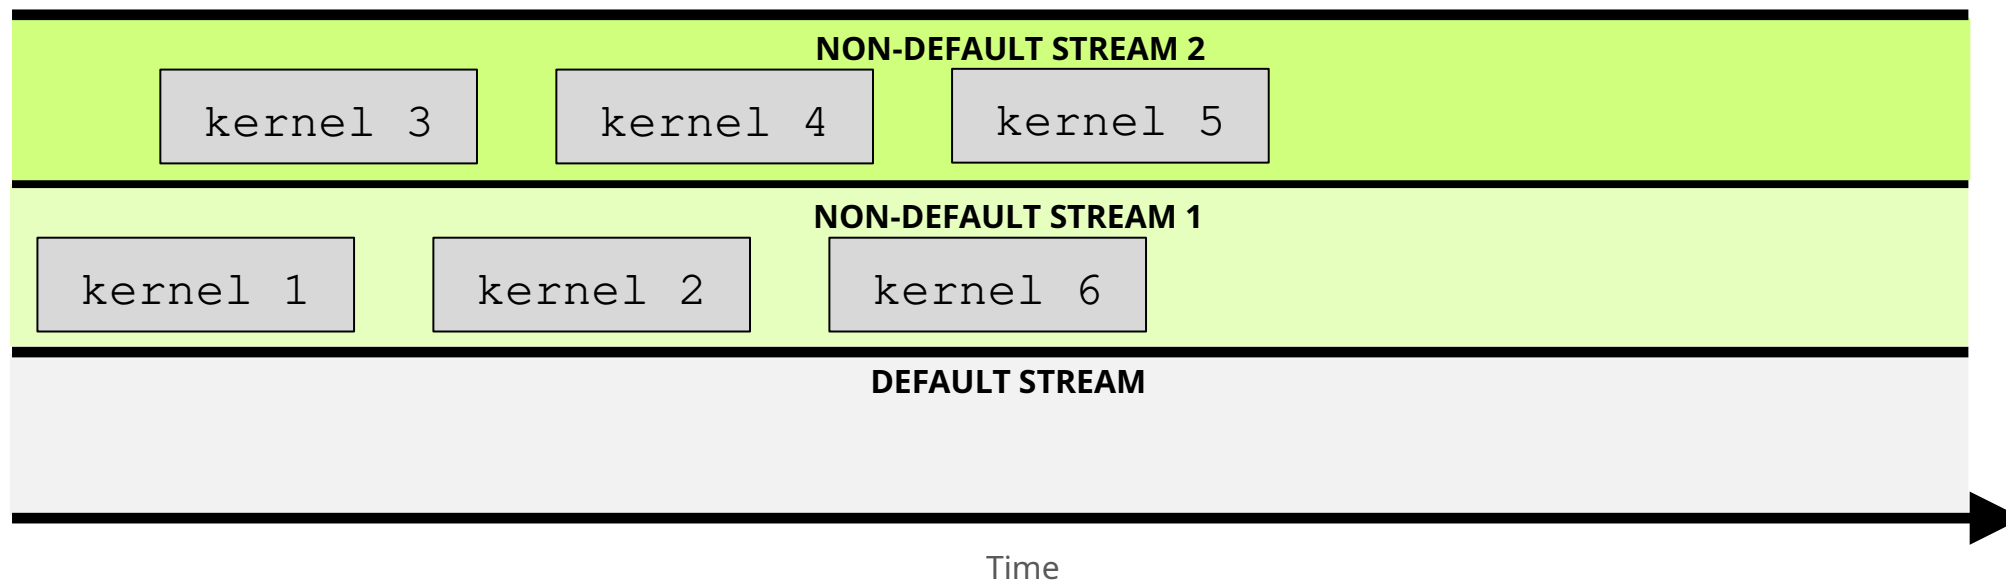 NON-DEFAULT STREAM 2
kernel 3 kernel 4 kernel 5
NON-DEFAULT STREAM 1
kernel 1 kernel 2 kernel 6
DEFAULT STREAM
Time